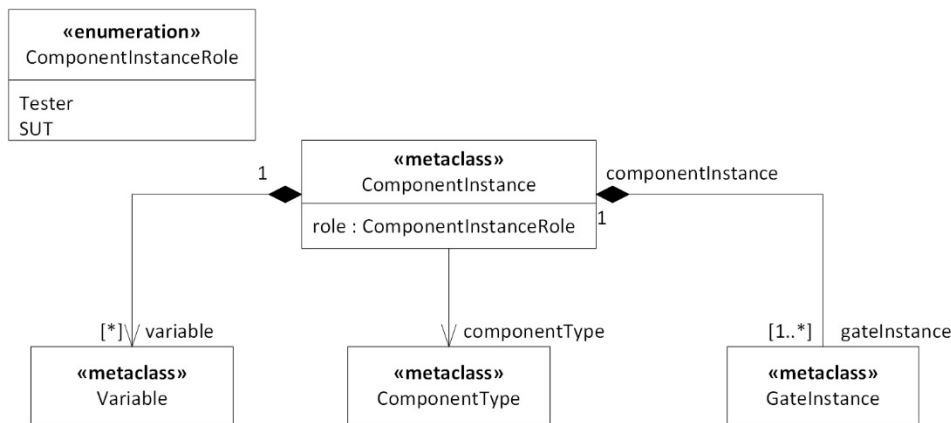 «enumeration»
ComponentInstanceRole
Tester
SUT
«metaclass»
ComponentInstance
role : ComponentInstanceRole
1
componentInstance
1
[*]
variable
componentType
[1..*]
gateInstance
«metaclass»
Variable
«metaclass»
ComponentType
«metaclass»
GateInstance